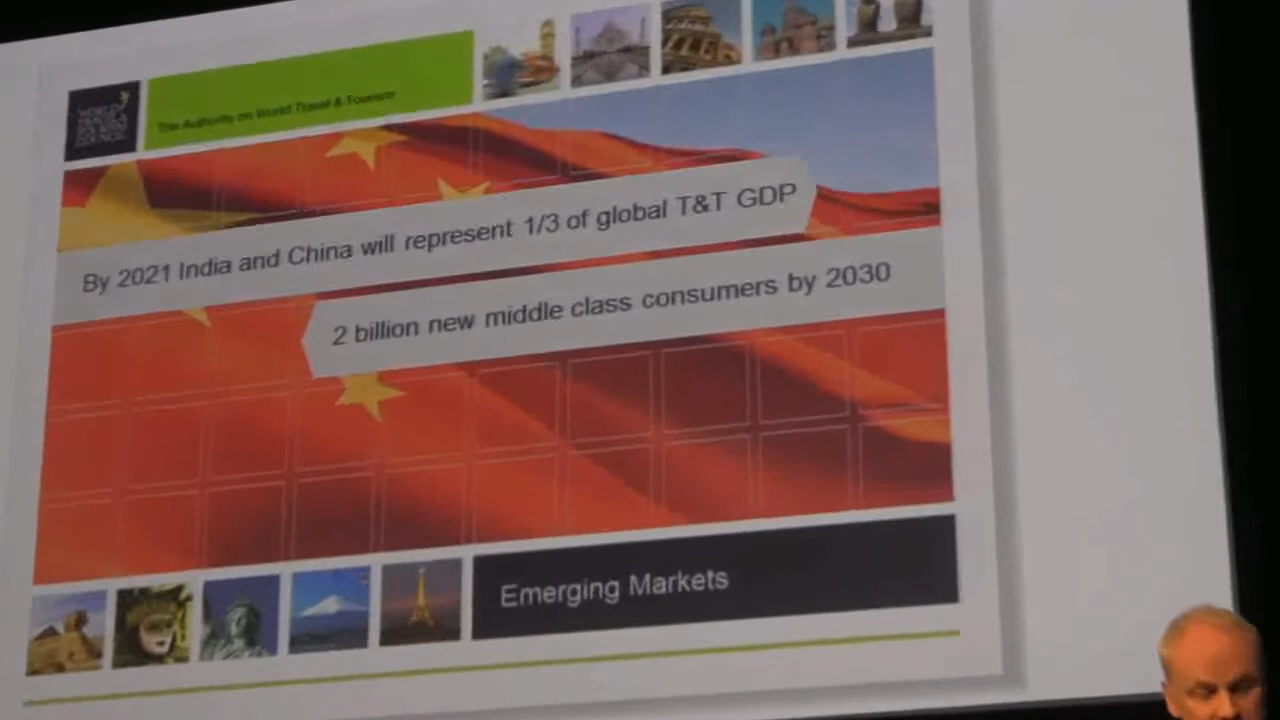 The Authority on World Travel & Tourism
By 2021 India and China will represent 1/3 of global T&T GDP
2 billion new middle class consumers by 2030
Emerging Markets